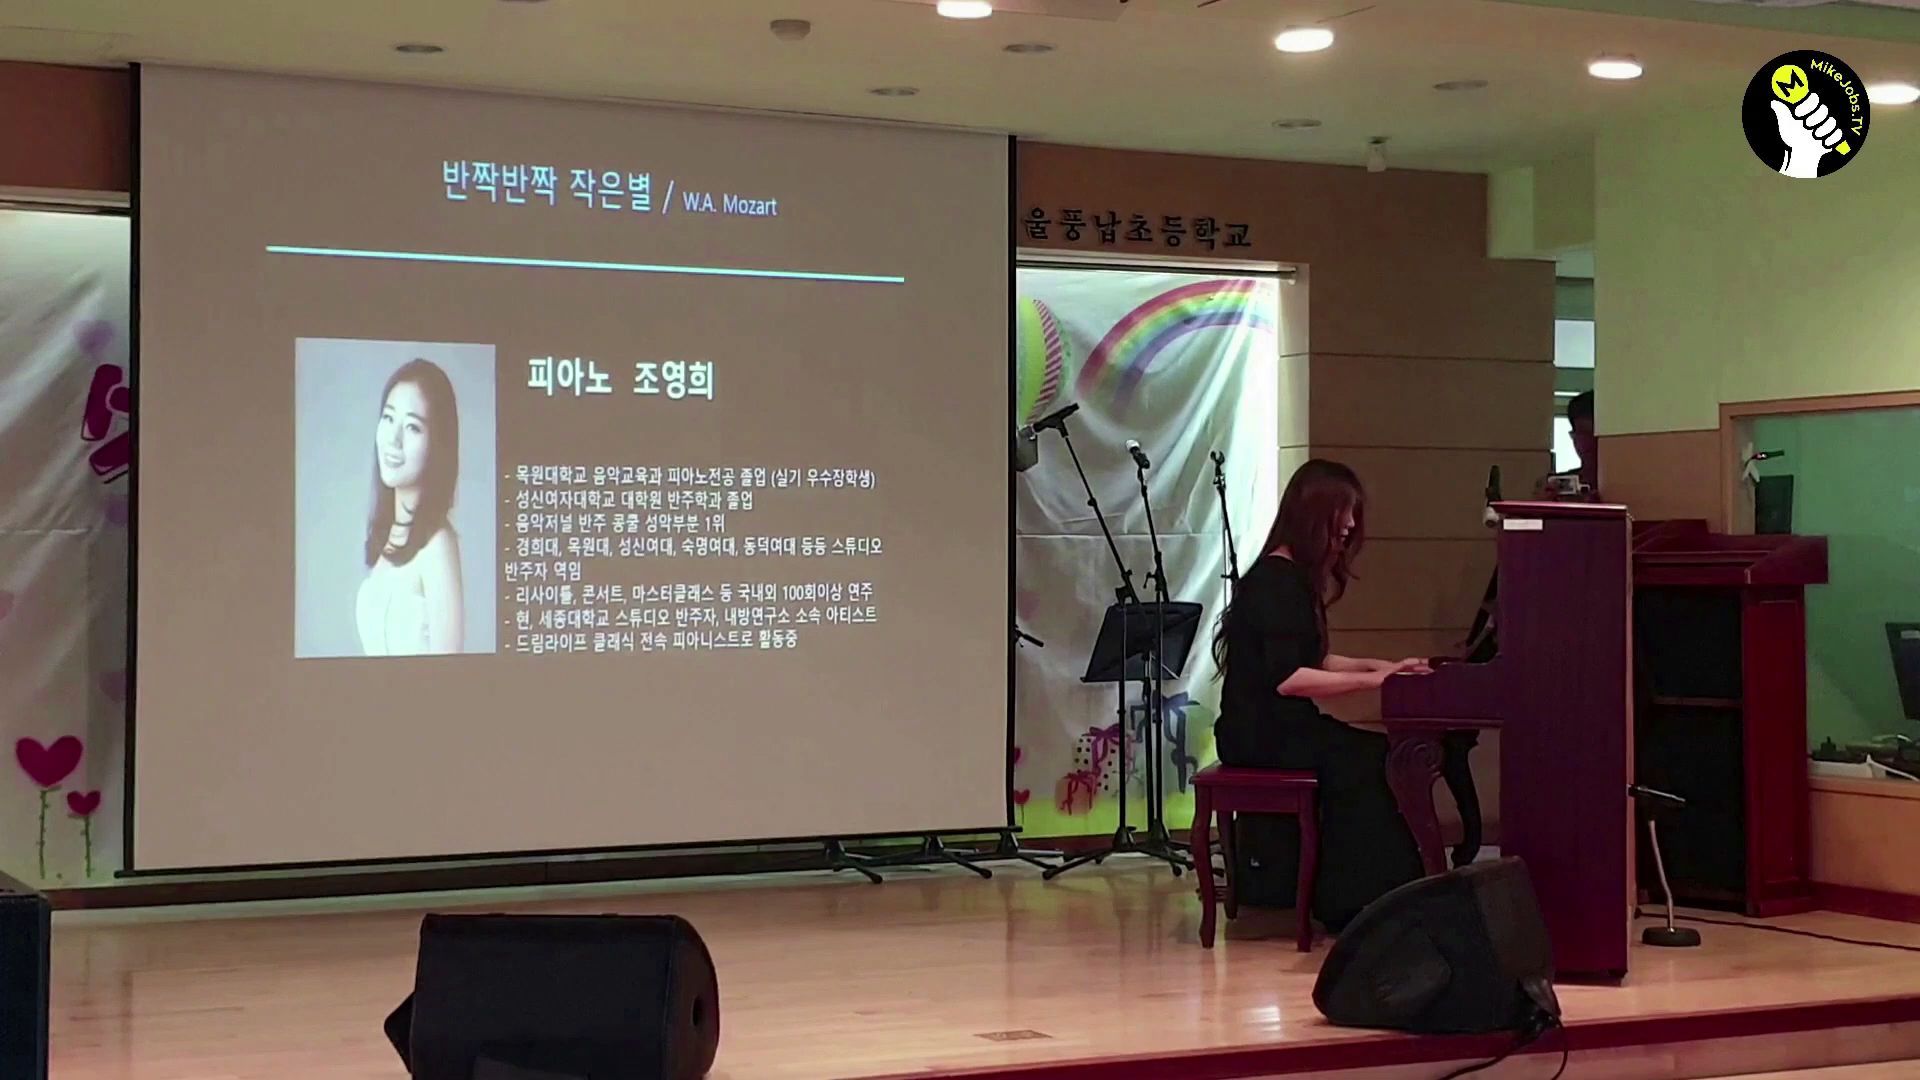 반짝반짝 작은별 / W.A. Mozart
피아노 조영희
- 목원대학교 음악교육과 피아노전공 졸업 (실기 우수장학생)
- 성신여자대학교 대학원 반주학과 졸업
- 음악저널 반주 콩쿨 성악부분 1위
- 경희대, 목원대, 성신여대, 숙명여대, 동덕여대 등등 스튜디오
반주자 역임
- 리사이틀, 콘서트, 마스터클래스 등 국내외 100회이상 연주
- 현, 세종대학교 스튜디오 반주자, 내방연구소 소속 아티스트
- 드림라이프 클래식 전속 피아니스트로 활동중
울풍납초등학교
M
MikeJobs.TV